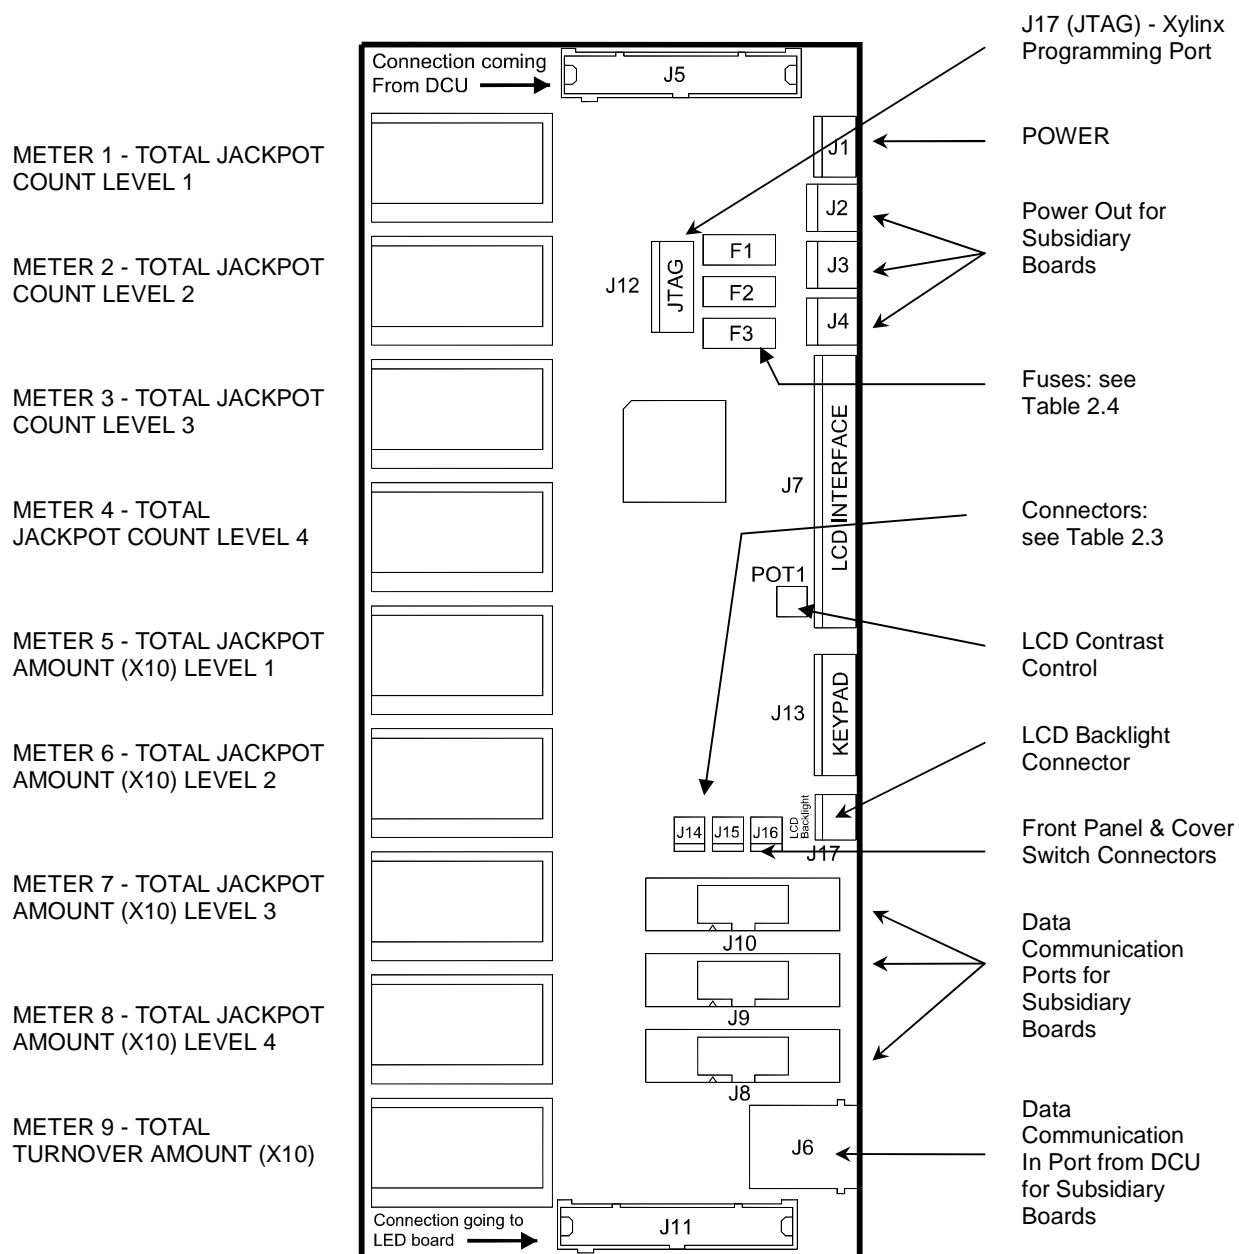 J17 (JTAG) - Xylinx
Programming Port
Connection coming
From DCU
J5
POWER
J1
METER 1 - TOTAL JACKPOT
COUNT LEVEL 1
J2
Power Out for
Subsidiary
Boards
METER 2 - TOTAL JACKPOT
COUNT LEVEL 2
J12
JTAG
F1
F2
F3
J3
J4
Fuses: see
Table 2.4
METER 3 - TOTAL JACKPOT
COUNT LEVEL 3
J7
LCD INTERFACE
METER 4 - TOTAL
JACKPOT COUNT LEVEL 4
Connectors:
see Table 2.3
POT1
METER 5 - TOTAL JACKPOT
AMOUNT (X10) LEVEL 1
LCD Contrast
Control
J13
KEYPAD
METER 6 - TOTAL JACKPOT
AMOUNT (X10) LEVEL 2
LCD Backlight
Connector
J14
J15
J16
LCD
Backlight
J17
Front Panel & Cover
Switch Connectors
METER 7 - TOTAL JACKPOT
AMOUNT (X10) LEVEL 3
J10
Data
Communication
Ports for
Subsidiary
Boards
J9
METER 8 - TOTAL JACKPOT
AMOUNT (X10) LEVEL 4
J8
METER 9 - TOTAL
TURNOVER AMOUNT (X10)
J6
Data
Communication
In Port from DCU
for Subsidiary
Boards
Connection going to
LED board
J11